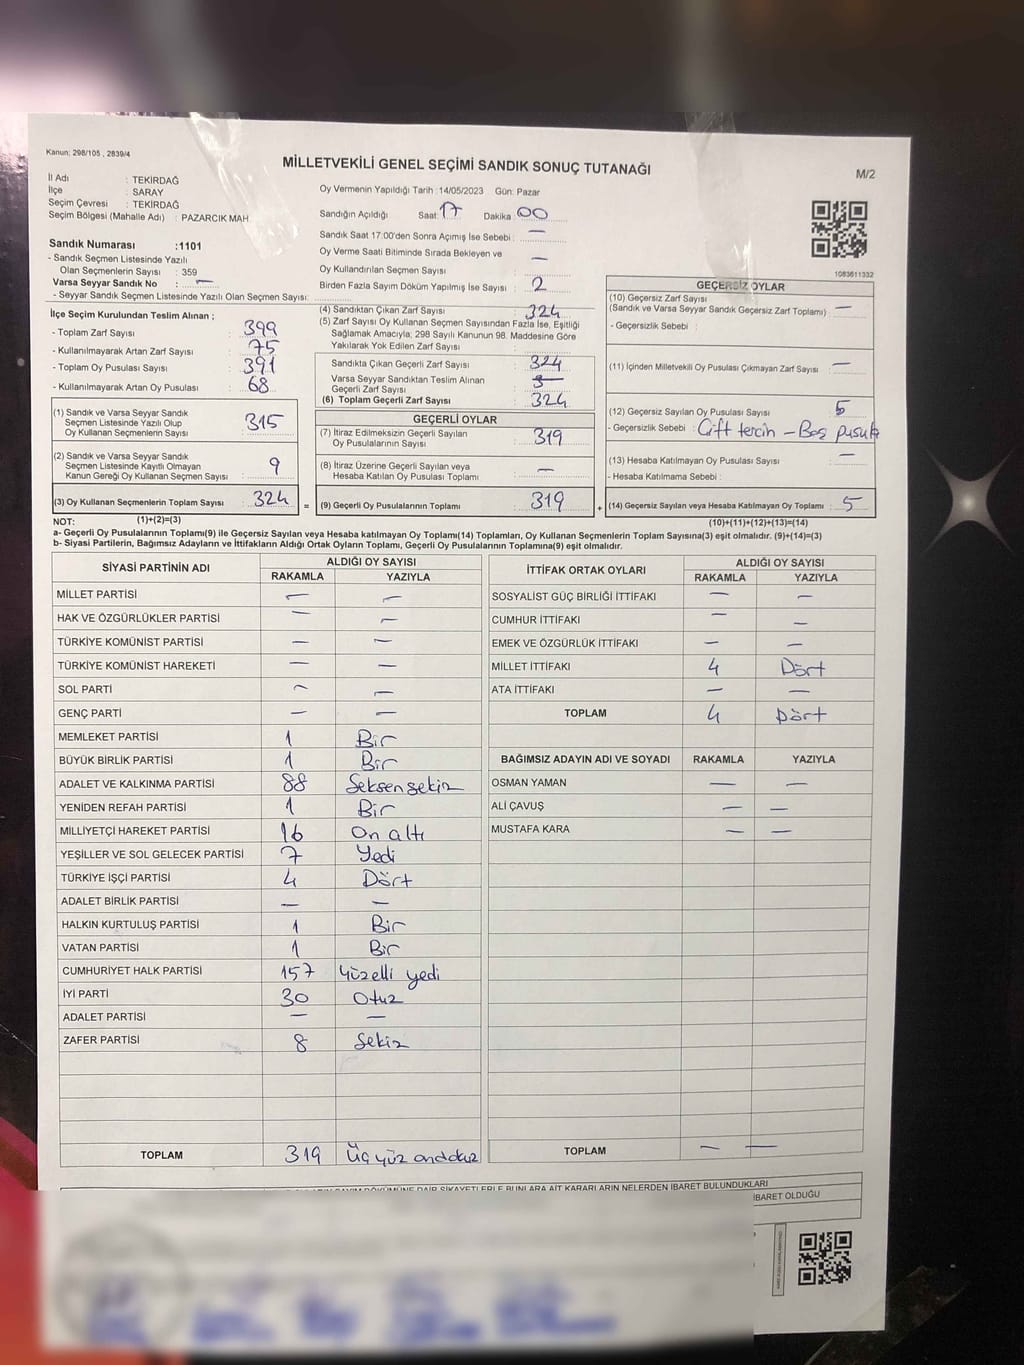 Kanun; 298/105 , 2839/4
MİLLETVEKİLİ GENEL SEÇİMİ SANDIK SONUÇ TUTANAĞI
M/2
İl Adı : TEKİRDAĞ
İlçe : SARAY
Seçim Çevresi : TEKİRDAĞ
Seçim Bölgesi (Mahalle Adı) : PAZARCIK MAH
Sandık Numarası :1101
- Sandık Seçmen Listesinde Yazılı
Olan Seçmenlerin Sayısı : 359
Varsa Seyyar Sandık No : —
- Seyyar Sandık Seçmen Listesinde Yazılı Olan Seçmen Sayısı:
Oy Vermenin Yapıldığı Tarih :14/05/2023 Gün: Pazar
Sandığın Açıldığı Saat: 17 Dakika : 00
Sandık Saat 17:00'den Sonra Açımış İse Sebebi : —
Oy Verme Saati Bitiminde Sırada Bekleyen ve
Oy Kullandırılan Seçmen Sayısı : —
Birden Fazla Sayım Döküm Yapılmış İse Sayısı : 2
1083611332
İlçe Seçim Kurulundan Teslim Alınan :
- Toplam Zarf Sayısı : 399
- Kullanılmayarak Artan Zarf Sayısı : 75
- Toplam Oy Pusulası Sayısı : 391
- Kullanılmayarak Artan Oy Pusulası : 68
(4) Sandıktan Çıkan Zarf Sayısı : 324
(5) Zarf Sayısı Oy Kullanan Seçmen Sayısından Fazla İse, Eşitliği
Sağlamak Amacıyla; 298 Sayılı Kanunun 98. Maddesine Göre
Yakılarak Yok Edilen Zarf Sayısı :
Sandıkta Çıkan Geçerli Zarf Sayısı : 324
Varsa Seyyar Sandıktan Teslim Alınan
Geçerli Zarf Sayısı :
(6) Toplam Geçerli Zarf Sayısı : 324
GEÇERSİZ OYLAR
(10) Geçersiz Zarf Sayısı
(Sandık ve Varsa Seyyar Sandık Geçersiz Zarf Toplamı) : —
- Geçersizlik Sebebi :
(11) İçinden Milletvekili Oy Pusulası Çıkmayan Zarf Sayısı : —
(12) Geçersiz Sayılan Oy Pusulası Sayısı : 5
- Geçersizlik Sebebi : Çift tercih – Boş pusula
(13) Hesaba Katılmayan Oy Pusulası Sayısı : —
- Hesaba Katılmama Sebebi :
(14) Geçersiz Sayılan veya Hesaba Katılmayan Oy Toplamı : 5
(10)+(11)+(12)+(13)=(14)
(1) Sandık ve Varsa Seyyar Sandık
Seçmen Listesinde Yazılı Olup
Oy Kullanan Seçmenlerin Sayısı : 315
(2) Sandık ve Varsa Seyyar Sandık
Seçmen Listesinde Kayıtlı Olmayan
Kanun Gereği Oy Kullanan Seçmen Sayısı : 9
(3) Oy Kullanan Seçmenlerin Toplam Sayısı : 324 =
GEÇERLİ OYLAR
(7) İtiraz Edilmeksizin Geçerli Sayılan
Oy Pusulalarının Sayısı : 319
(8) İtiraz Üzerine Geçerli Sayılan veya
Hesaba Katılan Oy Pusulası Toplamı : —
(9) Geçerli Oy Pusulalarının Toplamı : 319 +
NOT: (1)+(2)=(3)
a- Geçerli Oy Pusulalarının Toplamı(9) ile Geçersiz Sayılan veya Hesaba katılmayan Oy Toplamı(14) Toplamları, Oy Kullanan Seçmenlerin Toplam Sayısına(3) eşit olmalıdır. (9)+(14)=(3)
b- Siyasi Partilerin, Bağımsız Adayların ve İttifakların Aldığı Ortak Oyların Toplamı, Geçerli Oy Pusulalarının Toplamına(9) eşit olmalıdır.
SİYASİ PARTİNİN ADI ALDIĞI OY SAYISI
RAKAMLA YAZIYLA
MİLLET PARTİSİ — —
HAK VE ÖZGÜRLÜKLER PARTİSİ — —
TÜRKİYE KOMÜNİST PARTİSİ — —
TÜRKİYE KOMÜNİST HAREKETİ — —
SOL PARTİ — —
GENÇ PARTİ — —
MEMLEKET PARTİSİ 1 Bir
BÜYÜK BİRLİK PARTİSİ 1 Bir
ADALET VE KALKINMA PARTİSİ 88 Seksen sekiz
YENİDEN REFAH PARTİSİ 1 Bir
MİLLİYETÇİ HAREKET PARTİSİ 16 On altı
YEŞİLLER VE SOL GELECEK PARTİSİ 7 Yedi
TÜRKİYE İŞÇİ PARTİSİ 4 Dört
ADALET BİRLİK PARTİSİ — —
HALKIN KURTULUŞ PARTİSİ 1 Bir
VATAN PARTİSİ 1 Bir
CUMHURİYET HALK PARTİSİ 157 Yüzelli yedi
İYİ PARTİ 30 Otuz
ADALET PARTİSİ — —
ZAFER PARTİSİ 8 Sekiz
TOPLAM 319 Üç yüz ondokuz
İTTİFAK ORTAK OYLARI ALDIĞI OY SAYISI
RAKAMLA YAZIYLA
SOSYALİST GÜÇ BİRLİĞİ İTTİFAKI — —
CUMHUR İTTİFAKI — —
EMEK VE ÖZGÜRLÜK İTTİFAKI — —
MİLLET İTTİFAKI 4 Dört
ATA İTTİFAKI — —
TOPLAM 4 Dört
BAĞIMSIZ ADAYIN ADI VE SOYADI RAKAMLA YAZIYLA
OSMAN YAMAN — —
ALİ ÇAVUŞ — —
MUSTAFA KARA — —
TOPLAM — —
DÖKÜMÜNE DAİR ŞİKAYETLERLE BUNLARA AİT KARARLARIN NELERDEN İBARET BULUNDUKLARI
İBARET OLDUĞU